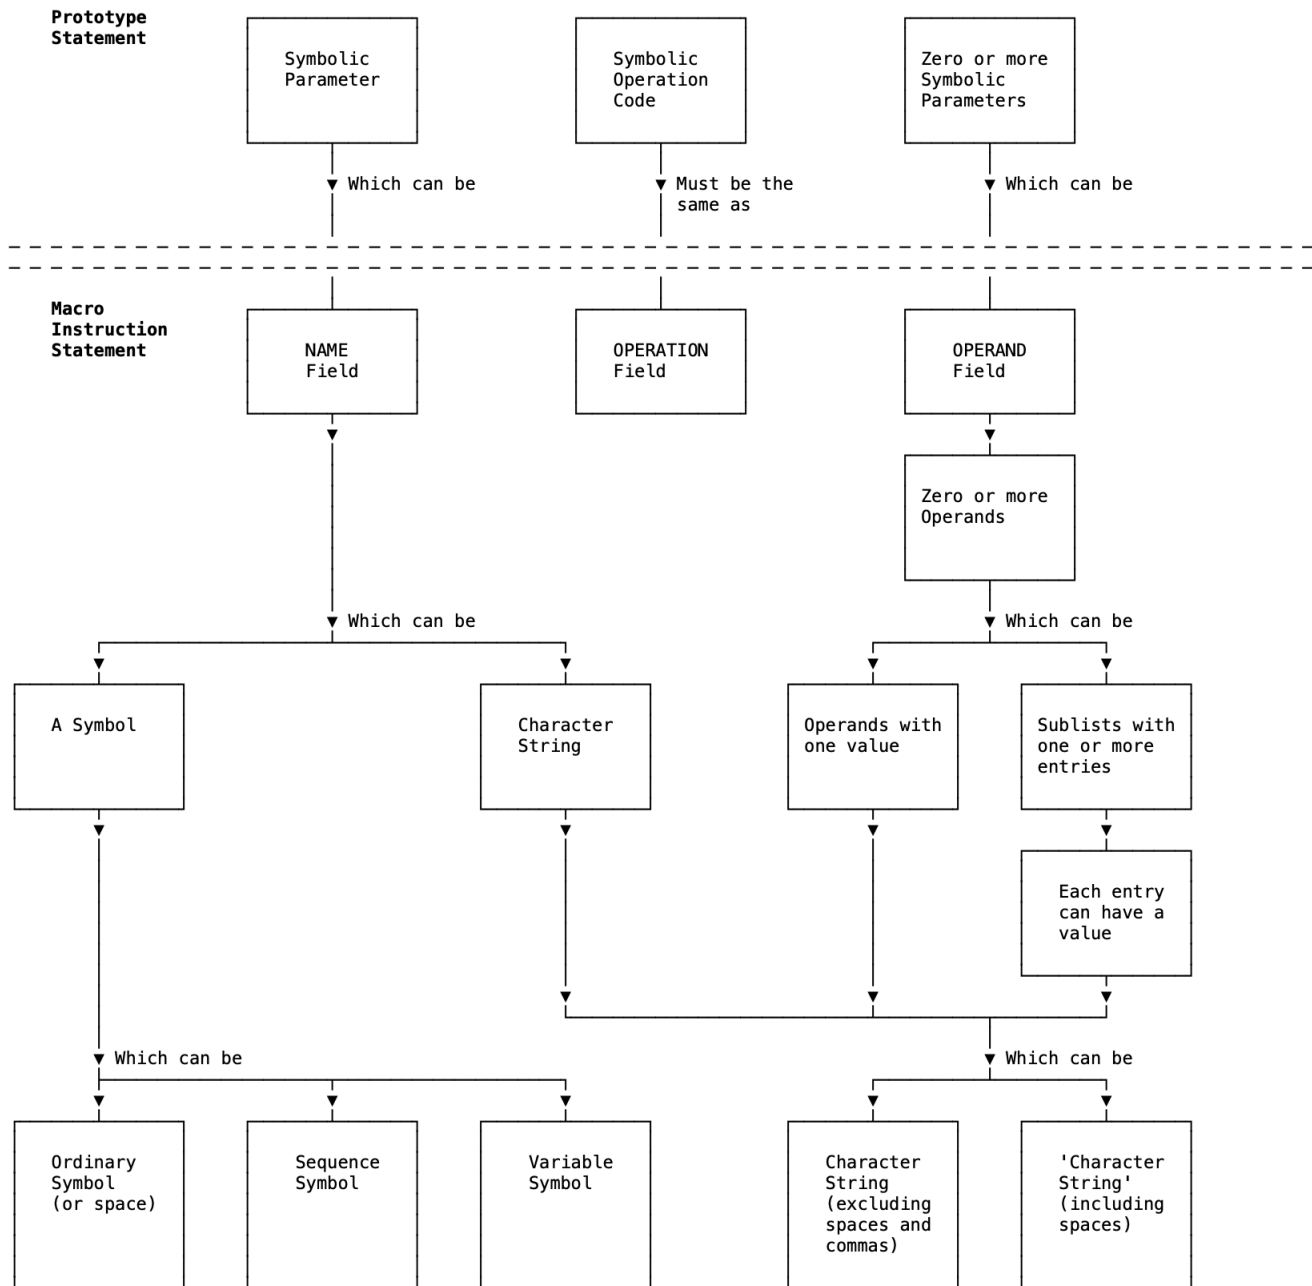 Prototype
Statement
Symbolic
Parameter
Symbolic
Operation
Code
Zero or more
Symbolic
Parameters
Which can be
Must be the
same as
Which can be
Macro
Instruction
Statement
NAME
Field
OPERATION
Field
OPERAND
Field
Zero or more
Operands
Which can be
Which can be
A Symbol
Character
String
Operands with
one value
Sublists with
one or more
entries
Each entry
can have a
value
Which can be
Which can be
Ordinary
Symbol
(or space)
Sequence
Symbol
Variable
Symbol
Character
String
(excluding
spaces and
commas)
'Character
String'
(including
spaces)